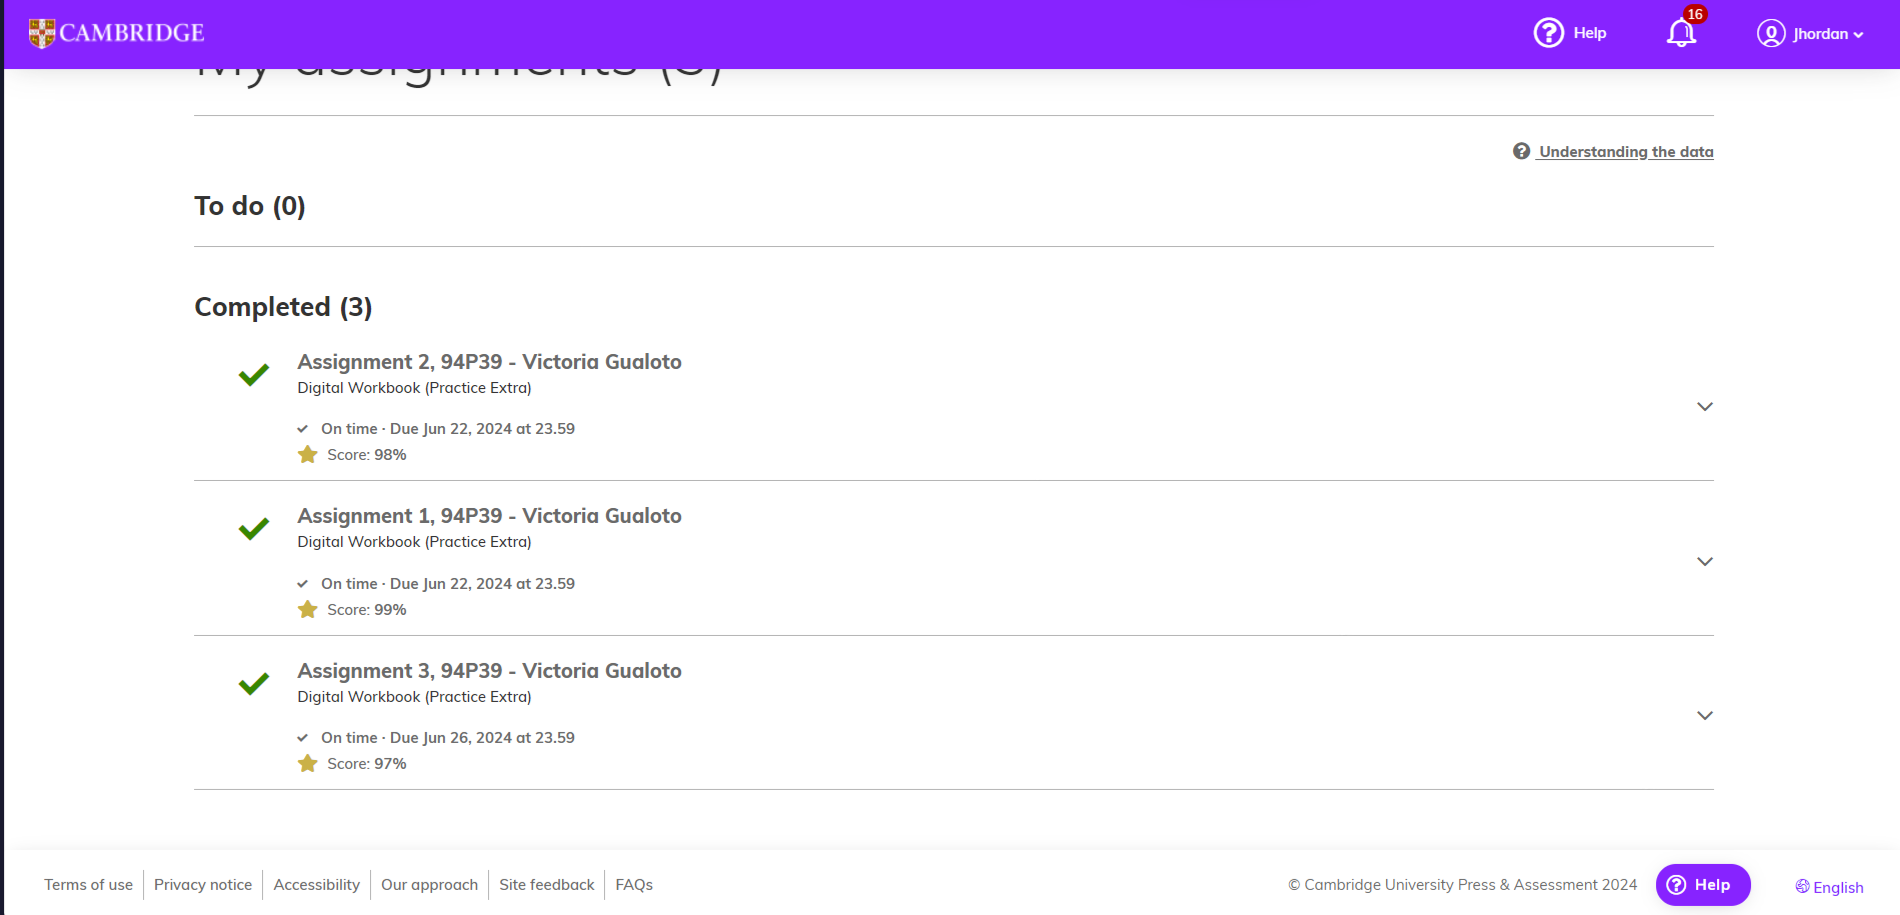 CAMBRIDGE
Help
16
Jhordan
My assignments (3)
Understanding the data
To do (0)
Completed (3)
Assignment 2, 94P39 - Victoria Gualoto
Digital Workbook (Practice Extra)
On time · Due Jun 22, 2024 at 23.59
Score: 98%
Assignment 1, 94P39 - Victoria Gualoto
Digital Workbook (Practice Extra)
On time · Due Jun 22, 2024 at 23.59
Score: 99%
Assignment 3, 94P39 - Victoria Gualoto
Digital Workbook (Practice Extra)
On time · Due Jun 26, 2024 at 23.59
Score: 97%
Terms of use
Privacy notice
Accessibility
Our approach
Site feedback
FAQs
© Cambridge University Press & Assessment 2024
Help
English